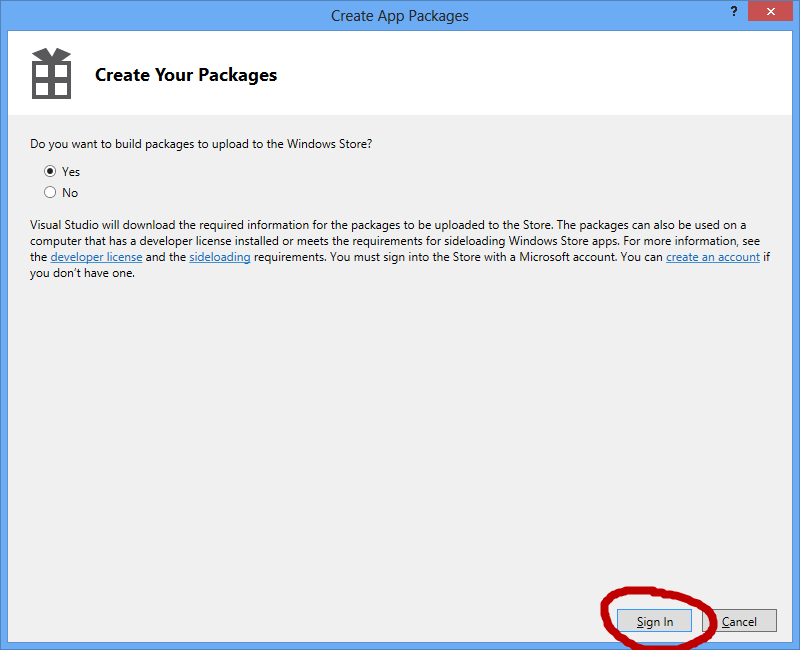 Create App Packages
?
Create Your Packages
Do you want to build packages to upload to the Windows Store?
Yes
No
Visual Studio will download the required information for the packages to be uploaded to the Store. The packages can also be used on a
computer that has a developer license installed or meets the requirements for sideloading Windows Store apps. For more information, see
the developer license and the sideloading requirements. You must sign into the Store with a Microsoft account. You can create an account if
you don't have one.
Sign In
Cancel